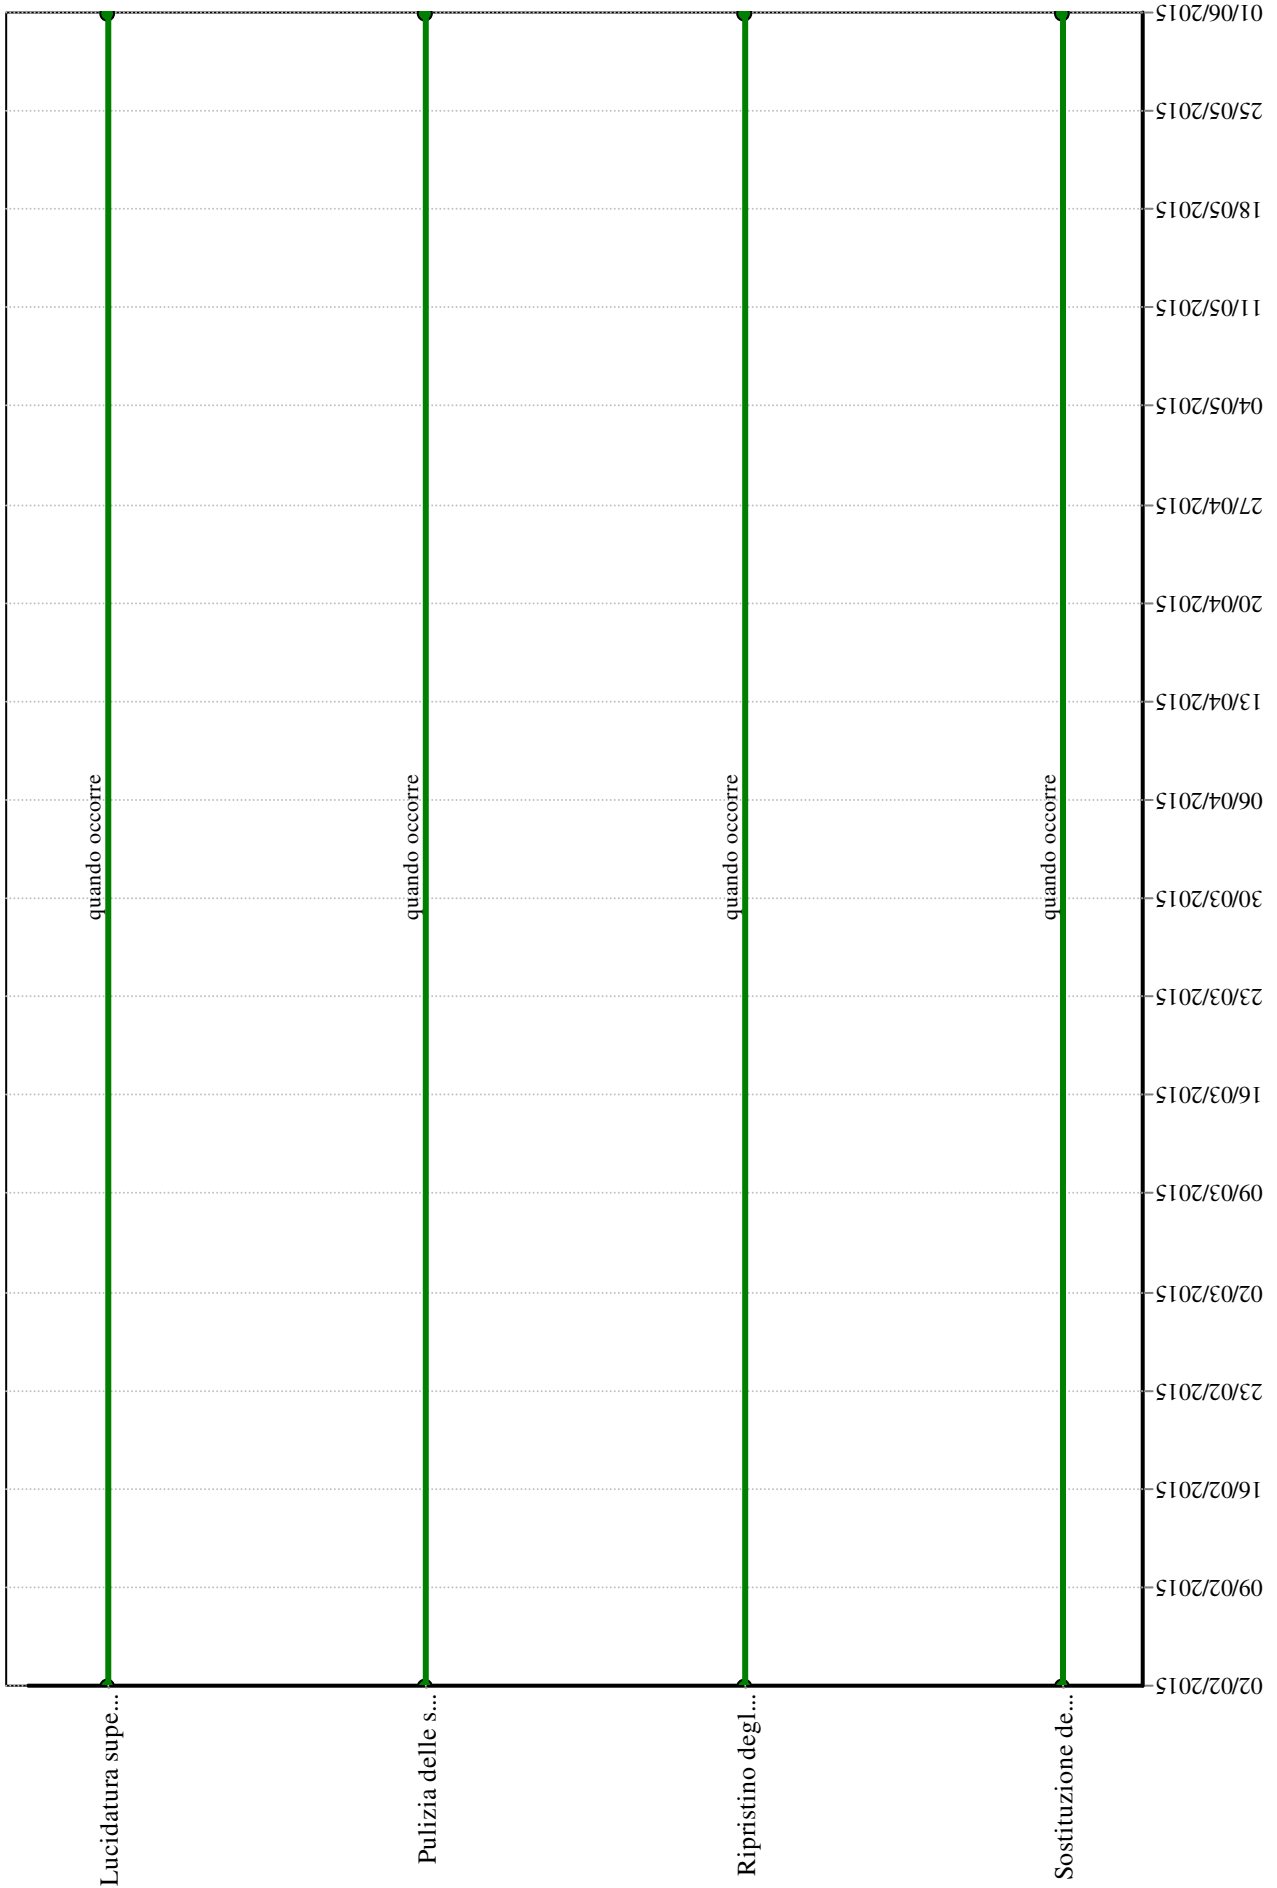 Lucidatura supe...
quando occorre
Pulizia delle s...
quando occorre
Ripristino degl...
quando occorre
Sostituzione de...
quando occorre
02/02/2015
09/02/2015
16/02/2015
23/02/2015
02/03/2015
09/03/2015
16/03/2015
23/03/2015
30/03/2015
06/04/2015
13/04/2015
20/04/2015
27/04/2015
04/05/2015
11/05/2015
18/05/2015
25/05/2015
01/06/2015